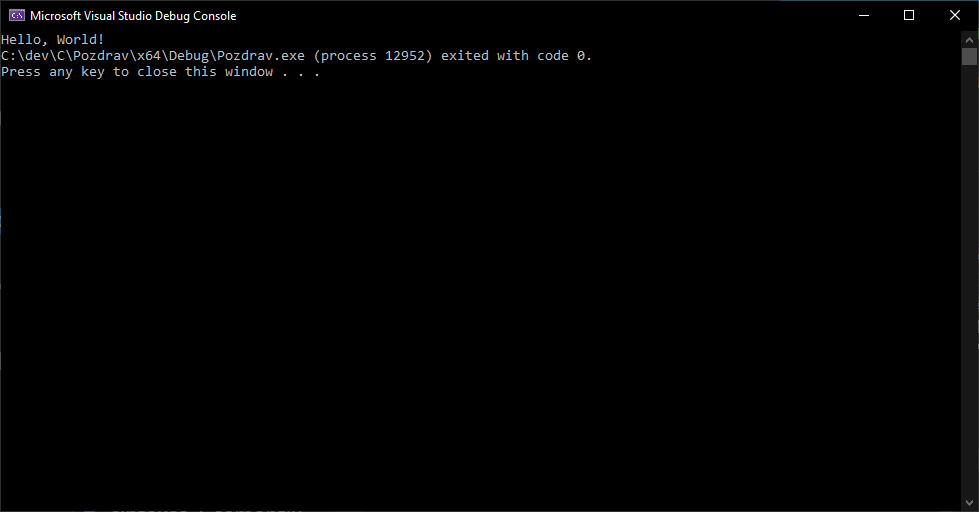 Microsoft Visual Studio Debug Console
Hello, World!
C:\dev\C\Pozdrav\x64\Debug\Pozdrav.exe (process 12952) exited with code 0.
Press any key to close this window . . .